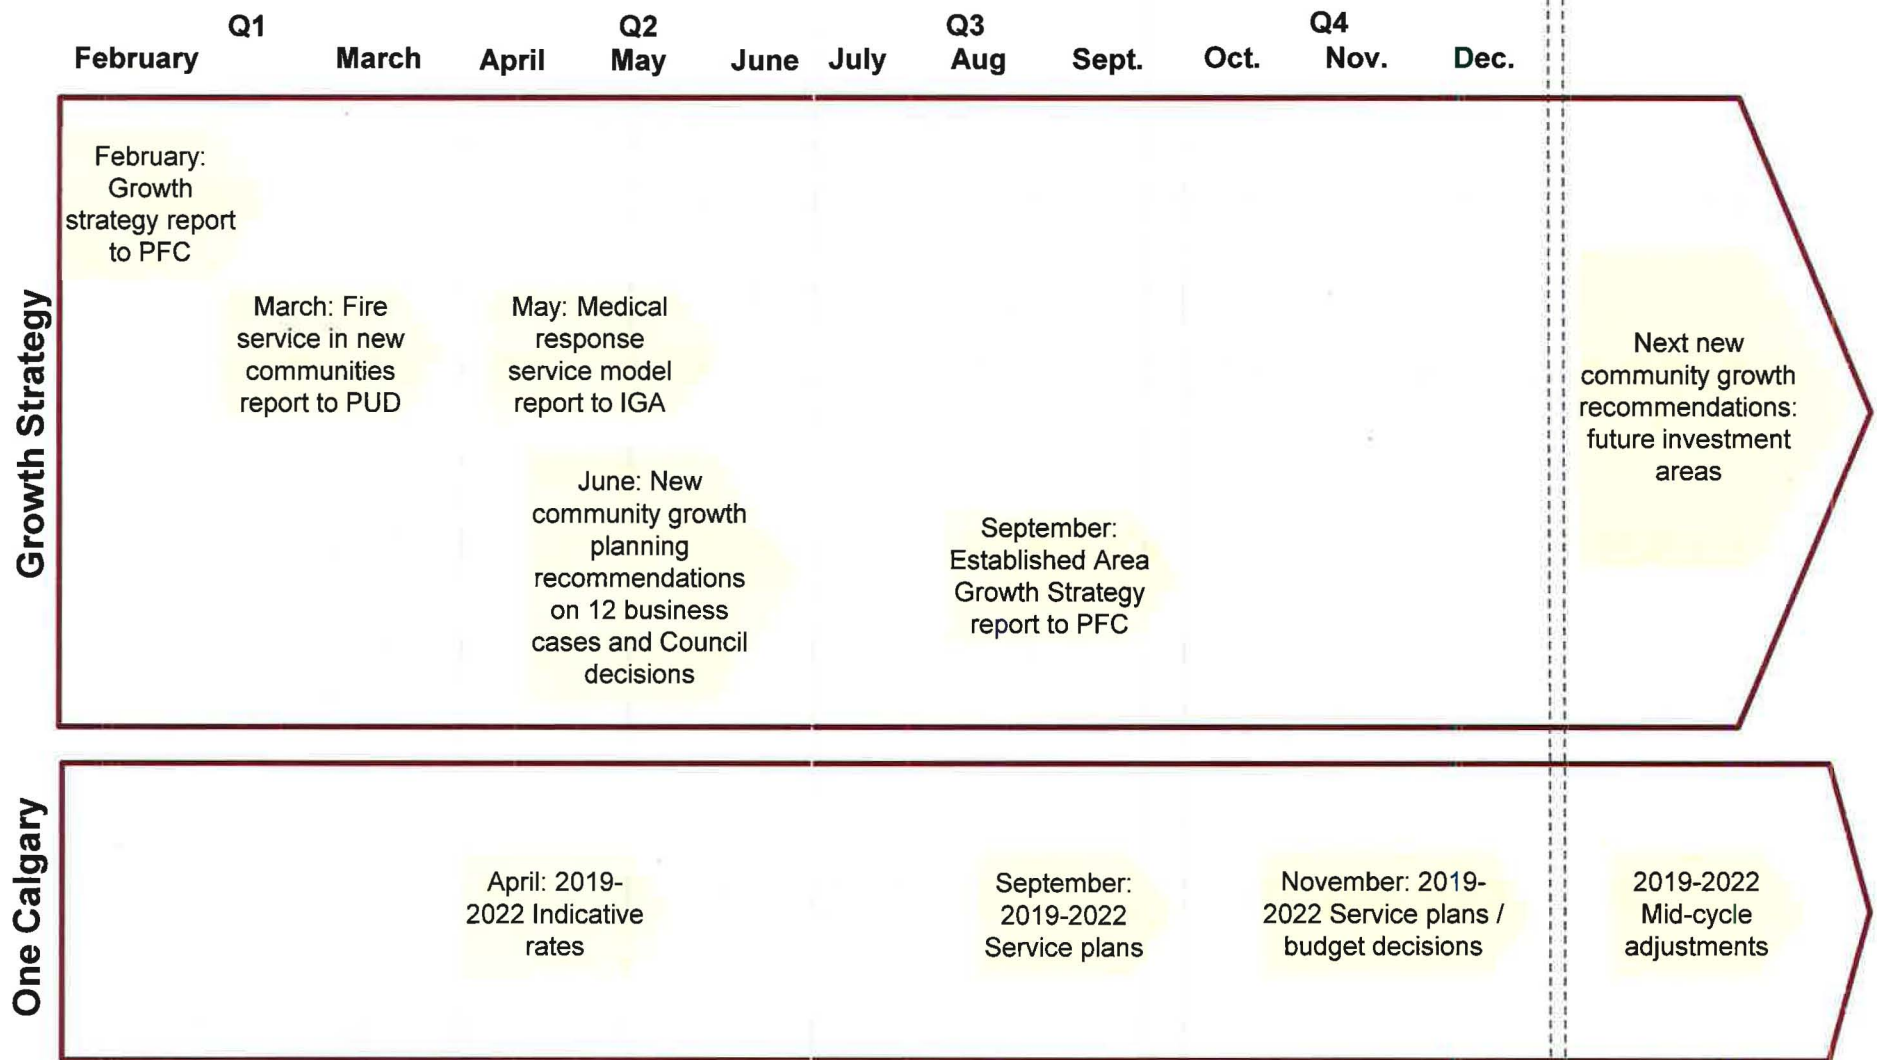 Q1 Q2 Q3 Q4
February March April May June July Aug Sept. Oct. Nov. Dec.
Growth Strategy
February:
Growth
strategy report
to PFC
March: Fire
service in new
communities
report to PUD
May: Medical
response
service model
report to IGA
June: New
community growth
planning
recommendations
on 12 business
cases and Council
decisions
September:
Established Area
Growth Strategy
report to PFC
Next new
community growth
recommendations:
future investment
areas
One Calgary
April: 2019-
2022 Indicative
rates
September:
2019-2022
Service plans
November: 2019-
2022 Service plans /
budget decisions
2019-2022
Mid-cycle
adjustments